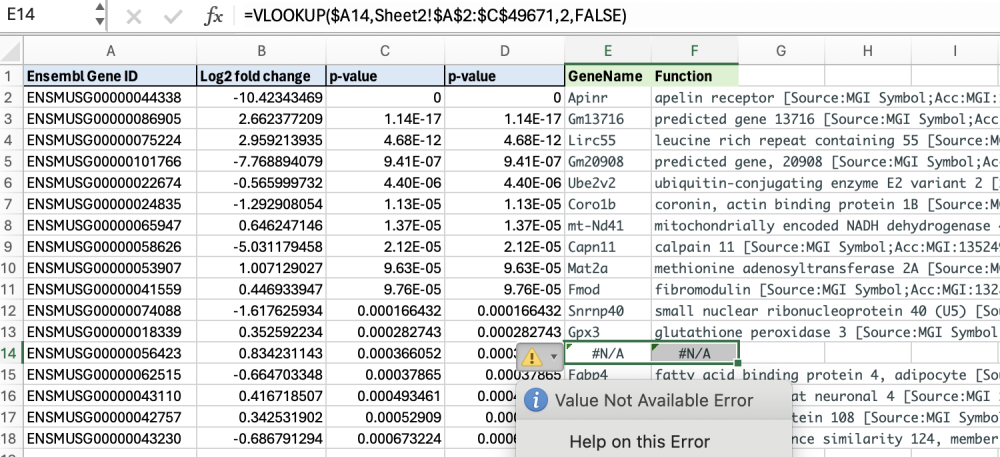 E14 fx =VLOOKUP($A14,Sheet2!$A$2:$C$49671,2,FALSE)
A B C D E F G H I
1 Ensembl Gene ID Log2 fold change p-value p-value GeneName Function
2 ENSMUSG00000044338 -10.42343469 0 0 Apinr apelin receptor [Source:MGI Symbol;Acc:MGI:
3 ENSMUSG00000086905 2.662377209 1.14E-17 1.14E-17 Gm13716 predicted gene 13716 [Source:MGI Symbol;Acc
4 ENSMUSG00000075224 2.959213935 4.68E-12 4.68E-12 Lirc55 leucine rich repeat containing 55 [Source:M
5 ENSMUSG00000101766 -7.768894079 9.41E-07 9.41E-07 Gm20908 predicted gene, 20908 [Source:MGI Symbol;Ac
6 ENSMUSG00000022674 -0.565999732 4.40E-06 4.40E-06 Ube2v2 ubiquitin-conjugating enzyme E2 variant 2 [
7 ENSMUSG00000024835 -1.292908054 1.13E-05 1.13E-05 Coro1b coronin, actin binding protein 1B [Source:M
8 ENSMUSG00000065947 0.646247146 1.37E-05 1.37E-05 mt-Nd41 mitochondrially encoded NADH dehydrogenase
9 ENSMUSG00000058626 -5.031179458 2.12E-05 2.12E-05 Capn11 calpain 11 [Source:MGI Symbol;Acc:MGI:135249
10 ENSMUSG00000053907 1.007129027 9.63E-05 9.63E-05 Mat2a methionine adenosyltransferase 2A [Source:M
11 ENSMUSG00000041559 0.446933947 9.76E-05 9.76E-05 Fmod fibromodulin [Source:MGI Symbol;Acc:MGI:132
12 ENSMUSG00000074088 -1.617625934 0.000166432 0.000166432 Snrnp40 small nuclear ribonucleoprotein 40 (U5) [So
13 ENSMUSG00000018339 0.352592234 0.000282743 0.000282743 Gpx3 glutathione peroxidase 3 [Source:MGI Symbol
14 ENSMUSG00000056423 0.834231143 0.000366052 0.000 #N/A #N/A
15 ENSMUSG00000062515 -0.664703348 0.00037865 0.00037865 Fabp4 fatty acid binding protein 4, adipocyte [So
16 ENSMUSG00000043110 0.416718507 0.000493461 0.000 at neuronal 4 [Source:MGI
17 ENSMUSG00000042757 0.342531902 0.00052909 0.00 tein 108 [Source:MGI Symbo
18 ENSMUSG00000043230 -0.686791294 0.000673224 0.000 nce similarity 124, member
Value Not Available Error
Help on this Error